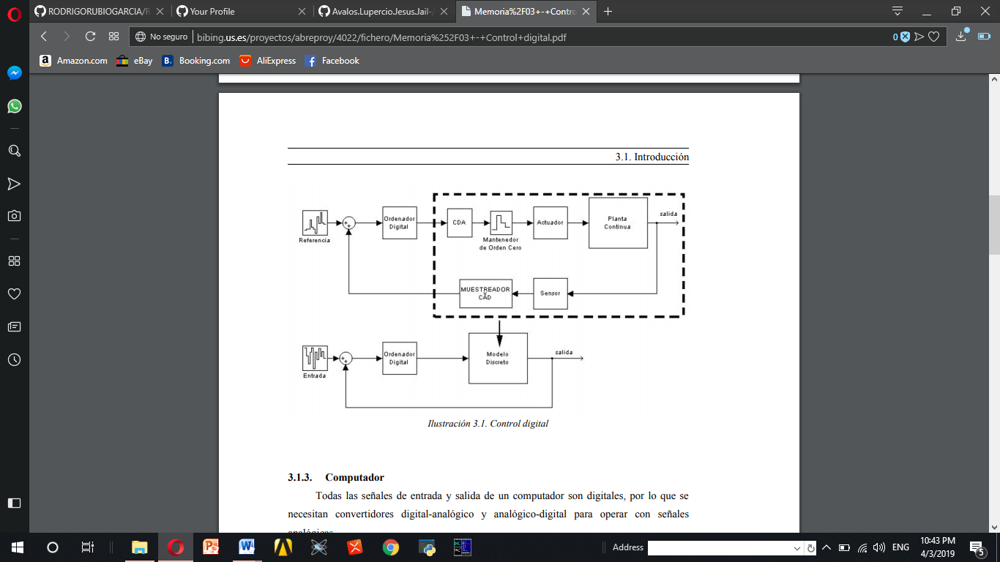 RODRIGORUBIOGARCIA/R
Your Profile
Avalos.Lupercio.Jesus.Jail-
Memoria%2F03+-+Contro
No seguro
bibing.us.es/proyectos/abreproy/4022/fichero/Memoria%252F03+-+Control+digital.pdf
0
Amazon.com
eBay
Booking.com
AliExpress
Facebook
3.1. Introducción
Referencia
Ordenador
Digital
CDA
Mantenedor
de Orden Cero
Actuador
Planta
Continua
salida
MUESTREADOR
y
CAD
Sensor
Entrada
Ordenador
Digital
Modelo
Discreto
salida
Ilustración 3.1. Control digital
3.1.3. Computador
Todas las señales de entrada y salida de un computador son digitales, por lo que se
necesitan convertidores digital-analógico y analógico-digital para operar con señales
analógicas
Address
ENG
10:43 PM
4/3/2019
5